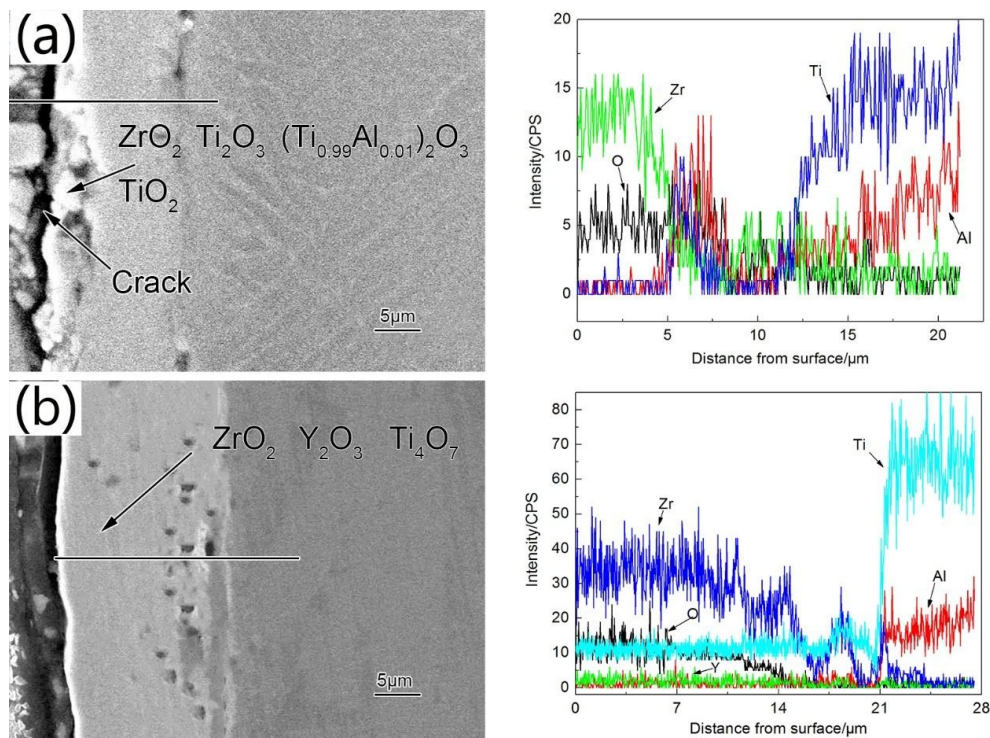 (a)
ZrO₂ Ti₂O₃ (Ti₀.₉₉Al₀.₀₁)₂O₃
TiO₂
Crack
5μm
20
15
10
5
0
Intensity/CPS
Zr
Ti
O
Al
0 5 10 15 20
Distance from surface/μm
(b)
ZrO₂ Y₂O₃ Ti₄O₇
5μm
80
70
60
50
40
30
20
10
0
Intensity/CPS
Ti
Zr
Al
O
Y
0 7 14 21 28
Distance from surface/μm